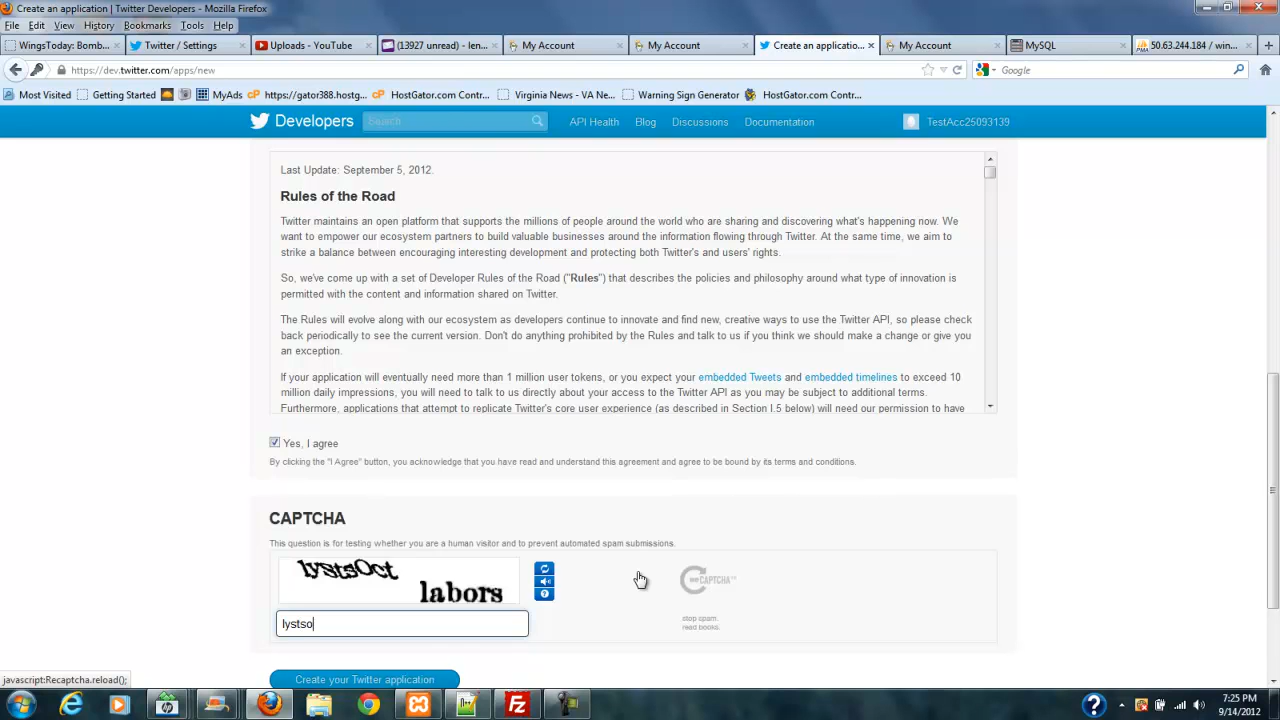 Create an application | Twitter Developers - Mozilla Firefox
File Edit View History Bookmarks Tools Help
WingsToday: Bomb... Twitter / Settings Uploads - YouTube (13927 unread) - len... My Account My Account Create an applicatio... My Account MySQL 50.63.244.184 / win...
https://dev.twitter.com/apps/new Google
Most Visited Getting Started MyAds https://gator388.hostg... HostGator.com Contr... Virginia News - VA Ne... Warning Sign Generator HostGator.com Contr...
Developers Search API Health Blog Discussions Documentation TestAcc25093139
Last Update: September 5, 2012.
Rules of the Road
Twitter maintains an open platform that supports the millions of people around the world who are sharing and discovering what's happening now. We
want to empower our ecosystem partners to build valuable businesses around the information flowing through Twitter. At the same time, we aim to
strike a balance between encouraging interesting development and protecting both Twitter's and users' rights.
So, we've come up with a set of Developer Rules of the Road ("Rules") that describes the policies and philosophy around what type of innovation is
permitted with the content and information shared on Twitter.
The Rules will evolve along with our ecosystem as developers continue to innovate and find new, creative ways to use the Twitter API, so please check
back periodically to see the current version. Don't do anything prohibited by the Rules and talk to us if you think we should make a change or give you
an exception.
If your application will eventually need more than 1 million user tokens, or you expect your embedded Tweets and embedded timelines to exceed 10
million daily impressions, you will need to talk to us directly about your access to the Twitter API as you may be subject to additional terms.
Furthermore, applications that attempt to replicate Twitter's core user experience (as described in Section I.5 below) will need our permission to have
Yes, I agree
By clicking the "I Agree" button, you acknowledge that you have read and understand this agreement and agree to be bound by its terms and conditions.
CAPTCHA
This question is for testing whether you are a human visitor and to prevent automated spam submissions.
lystsOct
labors
reCAPTCHA™
lystso
stop spam.
read books.
javascript:Recaptcha.reload();
Create your Twitter application
7:25 PM
9/14/2012